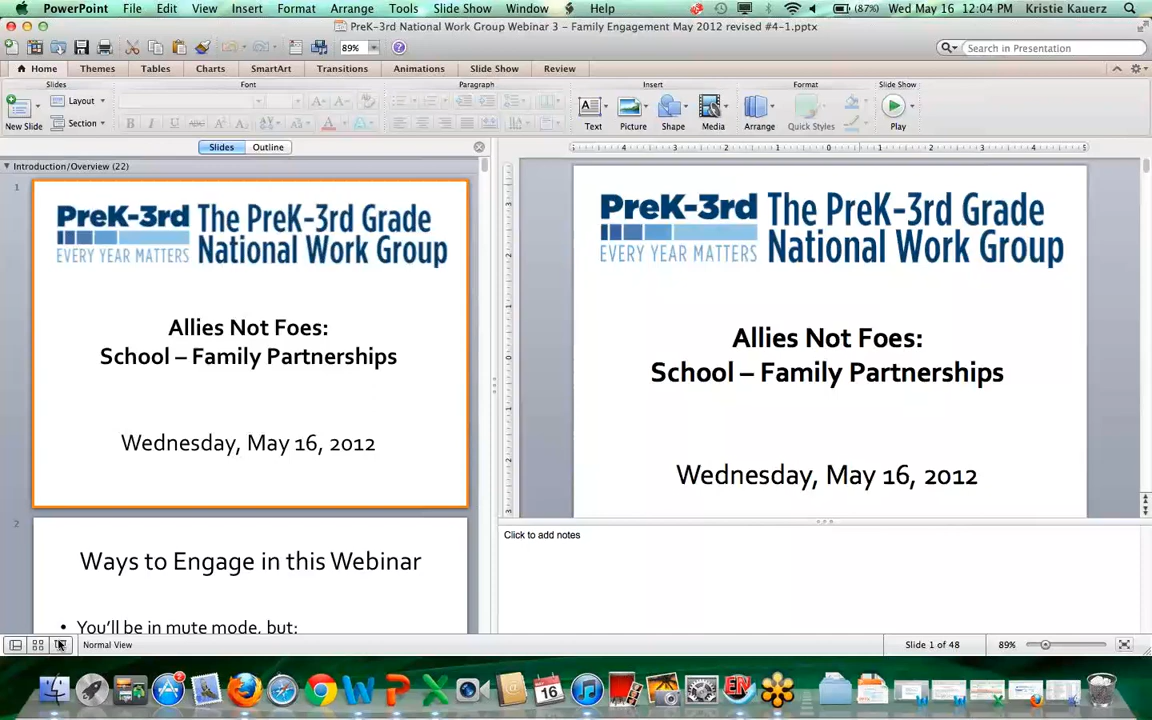 PowerPoint File Edit View Insert Format Arrange Tools Slide Show Window Help (87%) Wed May 16 12:04 PM Kristie Kauerz
PreK-3rd National Work Group Webinar 3 – Family Engagement May 2012 revised #4-1.pptx
89% Search in Presentation
Home Themes Tables Charts SmartArt Transitions Animations Slide Show Review
Slides Font Paragraph Insert Format Slide Show
Layout
Section
New Slide Text Picture Shape Media Arrange Quick Styles Play
Slides Outline
Introduction/Overview (22)
1
PreK-3rd The PreK-3rd Grade
EVERY YEAR MATTERS National Work Group
Allies Not Foes:
School – Family Partnerships
Wednesday, May 16, 2012
2
Ways to Engage in this Webinar
• You'll be in mute mode, but:
PreK-3rd The PreK-3rd Grade
EVERY YEAR MATTERS National Work Group
Allies Not Foes:
School – Family Partnerships
Wednesday, May 16, 2012
Click to add notes
Normal View Slide 1 of 48 89%